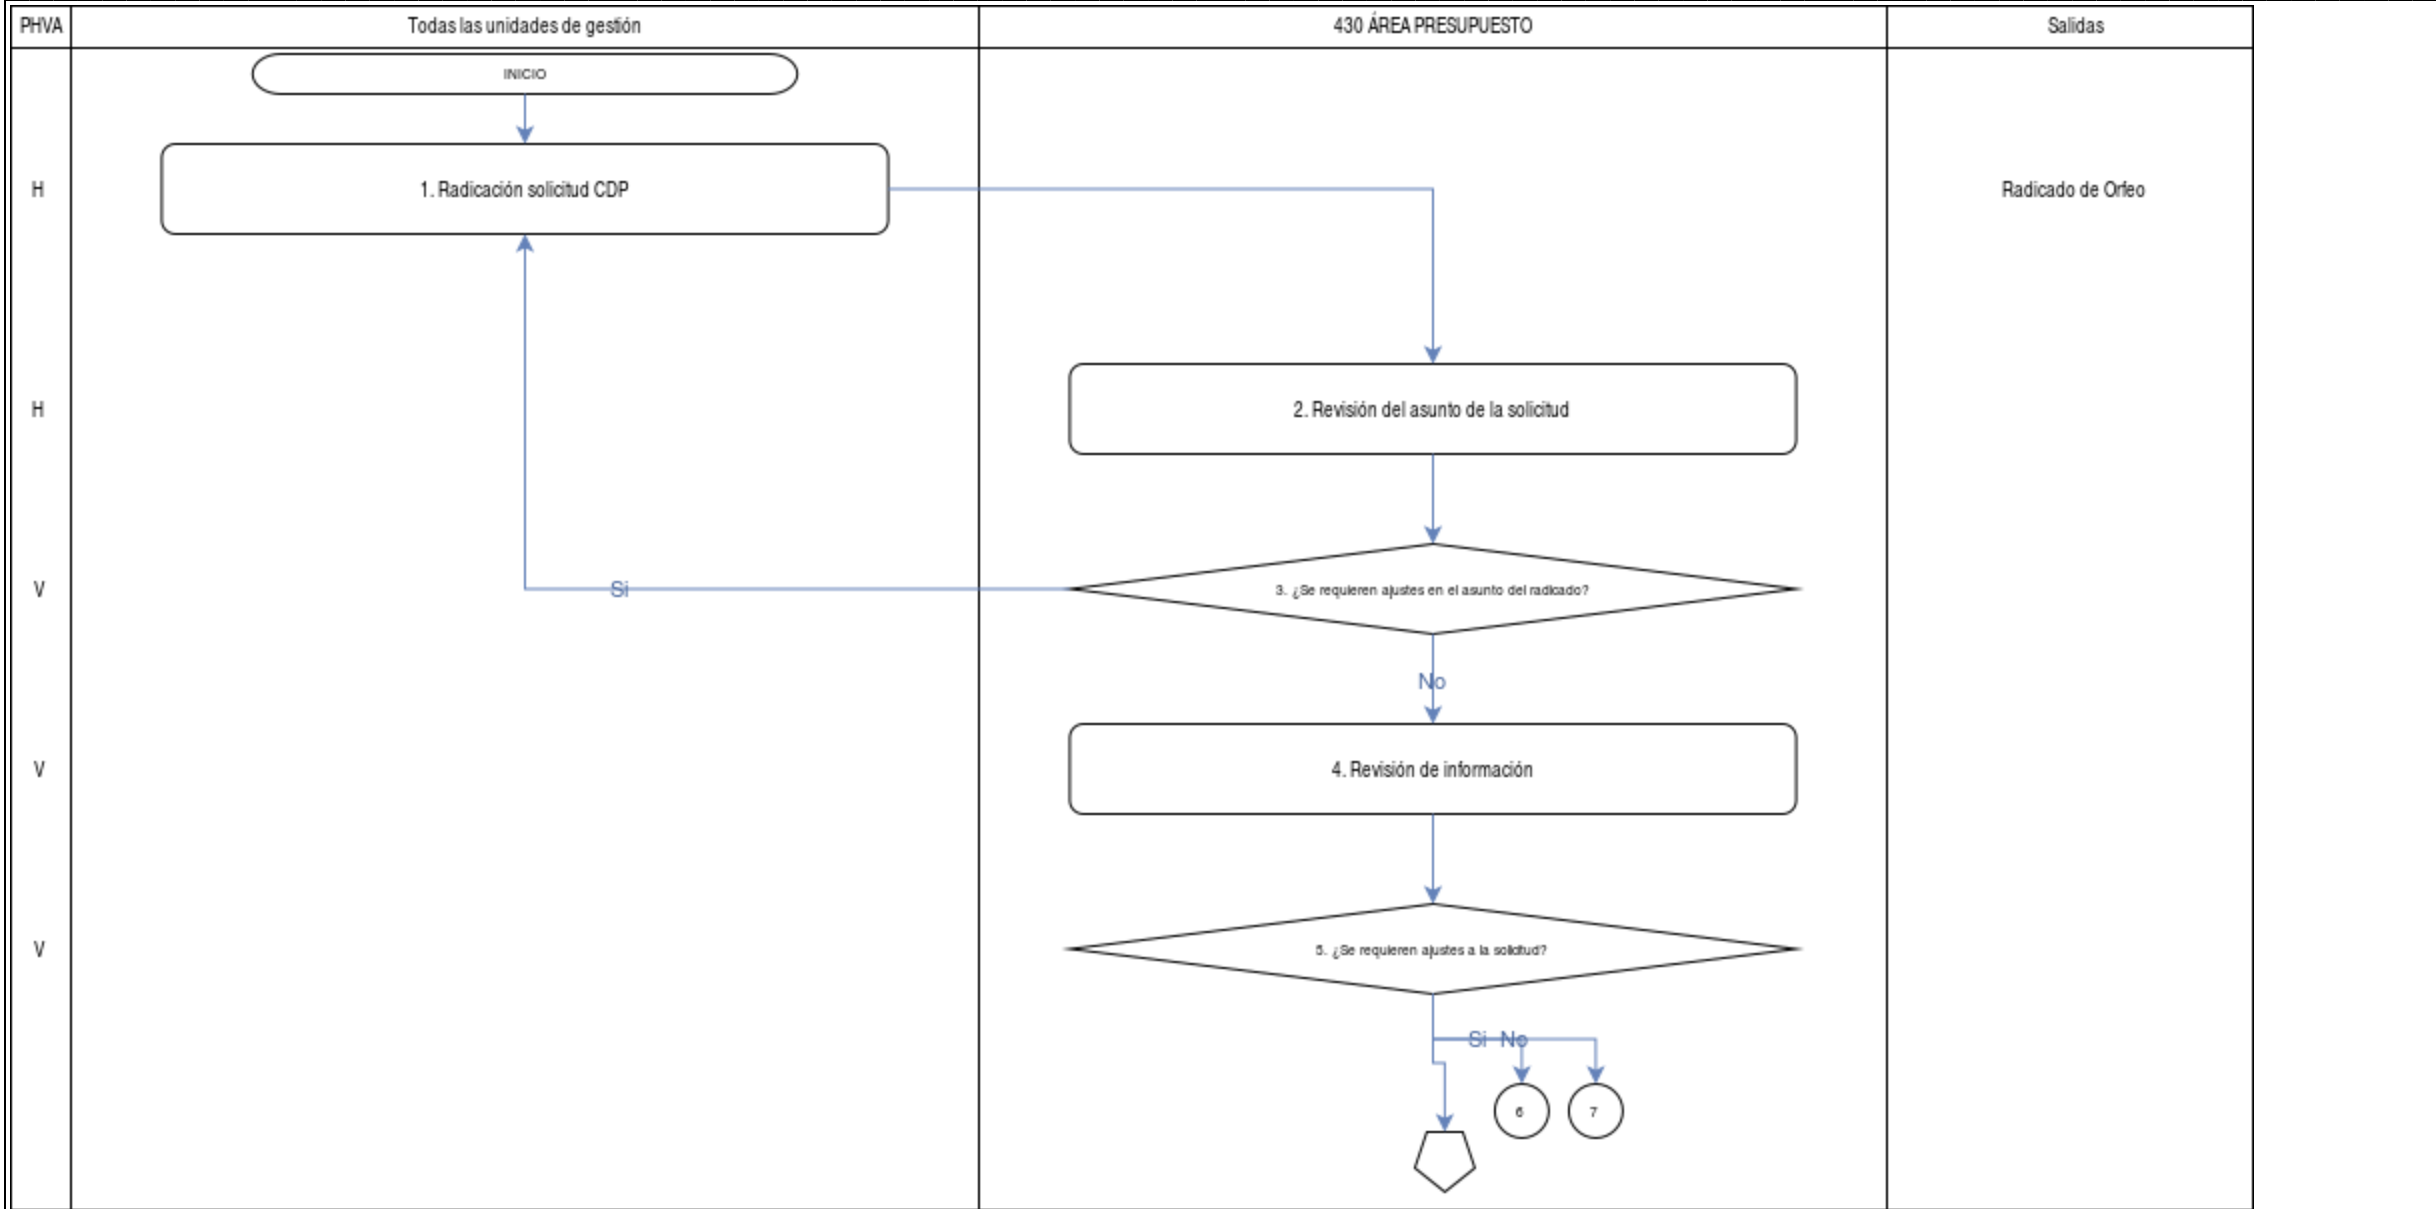 PHVA
Todas las unidades de gestión
430 ÁREA PRESUPUESTO
Salidas
INICIO
H
1. Radicación solicitud CDP
Radicado de Orfeo
H
2. Revisión del asunto de la solicitud
V
Si
3. ¿Se requieren ajustes en el asunto del radicado?
No
V
4. Revisión de información
V
5. ¿Se requieren ajustes a la solicitud?
Si
No
6
7